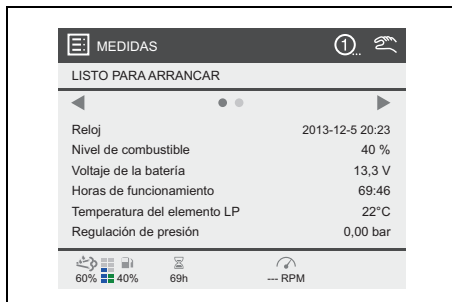 MEDIDAS 1...
LISTO PARA ARRANCAR
Reloj 2013-12-5 20:23
Nivel de combustible 40 %
Voltaje de la batería 13,3 V
Horas de funcionamiento 69:46
Temperatura del elemento LP 22°C
Regulación de presión 0,00 bar
60% 40% 69h --- RPM